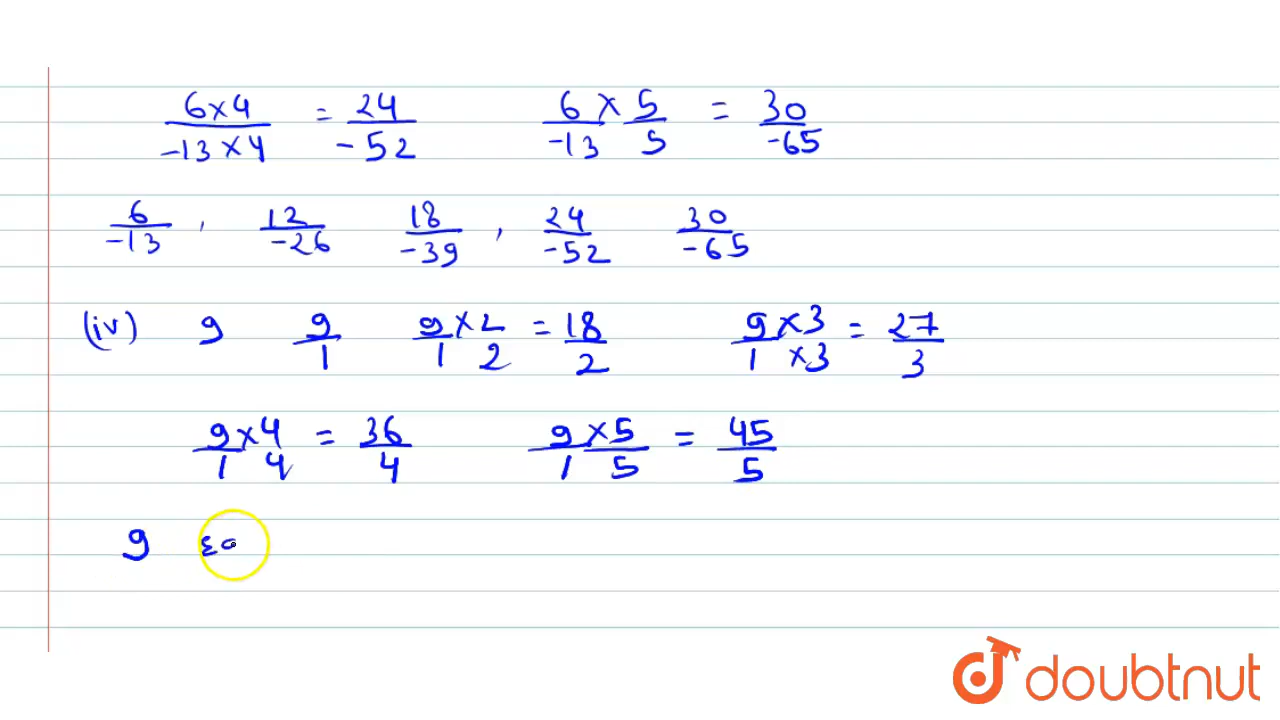 6×4 / -13×4 = 24 / -52    6 / -13 × 5 / 5 = 30 / -65
6 / -13 , 12 / -26  18 / -39 , 24 / -52  30 / -65
(iv)  9  9 / 1  9 / 1 × 2 / 2 = 18 / 2    9×3 / 1×3 = 27 / 3
9×4 / 1 4 = 36 / 4    9 / 1 × 5 / 5 = 45 / 5
9
doubtnut